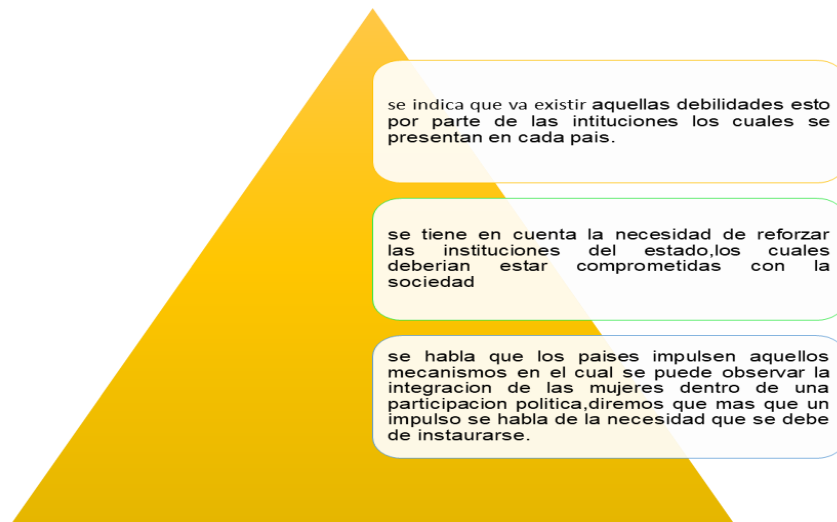 se indica que va existir aquellas debilidades esto
por parte de las intituciones los cuales se
presentan en cada pais.
se tiene en cuenta la necesidad de reforzar
las instituciones del estado,los cuales
deberian estar comprometidas con la
sociedad
se habla que los paises impulsen aquellos
mecanismos en el cual se puede observar la
integracion de las mujeres dentro de una
participacion politica,diremos que mas que un
impulso se habla de la necesidad que se debe
de instaurarse.